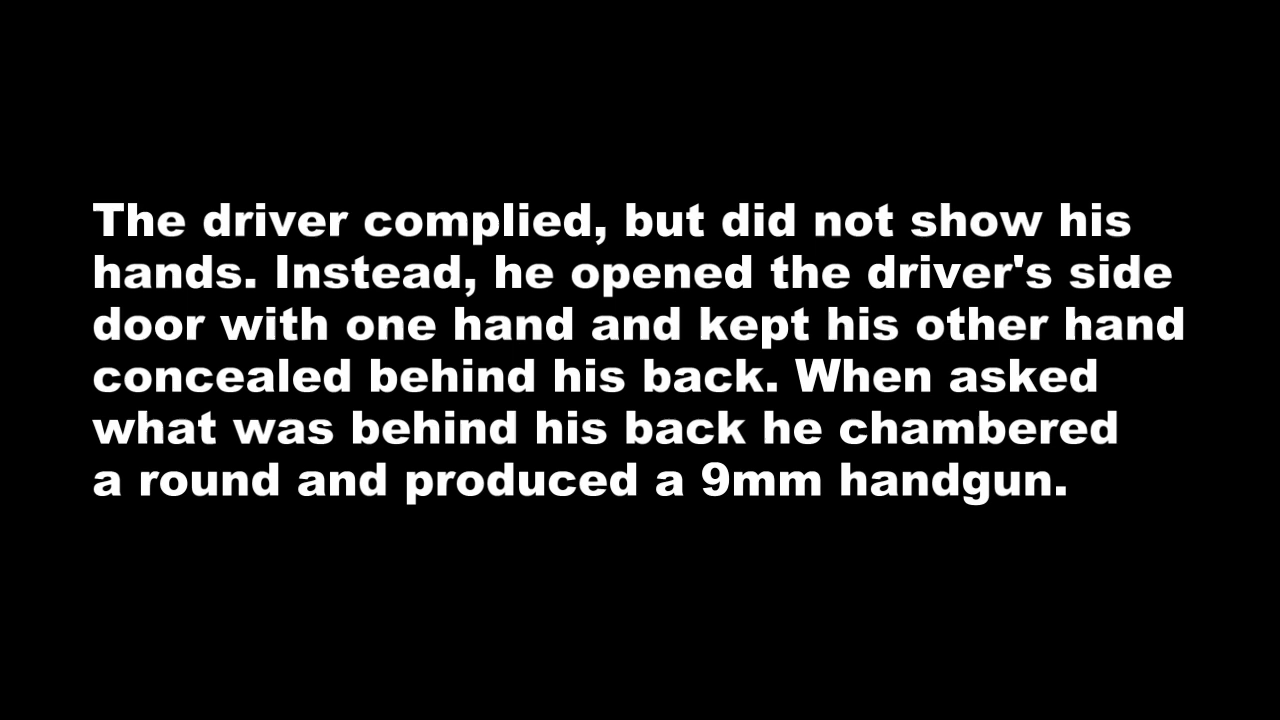 The driver complied, but did not show his
hands. Instead, he opened the driver's side
door with one hand and kept his other hand
concealed behind his back. When asked
what was behind his back he chambered
a round and produced a 9mm handgun.